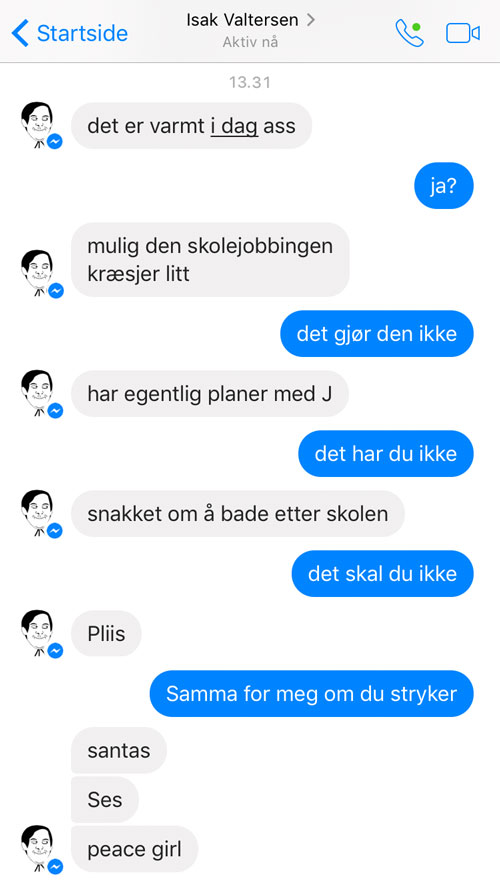 Startside
Isak Valtersen
Aktiv nå
13.31
det er varmt i dag ass
ja?
mulig den skolejobbingen
kræsjer litt
det gjør den ikke
har egentlig planer med J
det har du ikke
snakket om å bade etter skolen
det skal du ikke
Pliis
Samma for meg om du stryker
santas
Ses
peace girl